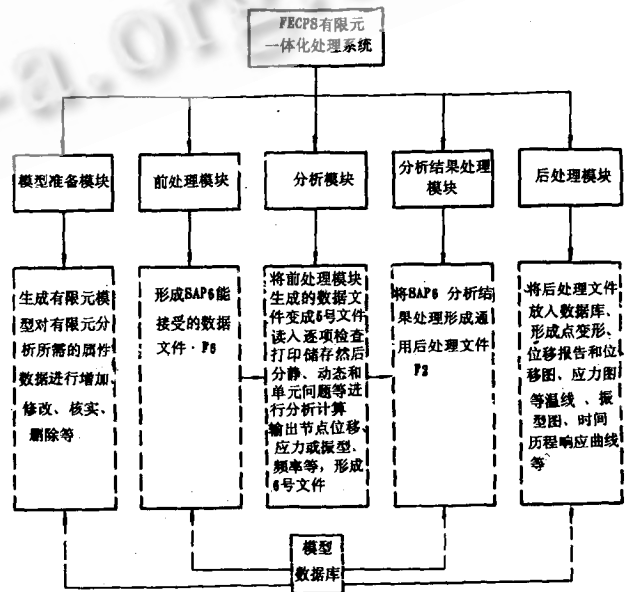 FECPS有限元
一体化处理系统
模型准备模块
前处理模块
分析模块
分析结果处理
模块
后处理模块
生成有限元模
型对有限元分
析所需的属性
数据进行增加、
修改、核实、
删除等
形成SAP6能
接受的数据
文件·F5
将前处理模块
生成的数据文
件变成5号文件
读入逐项检查
打印储存然后
分静、动态和
单元问题等进
行分析计算
输出节点位移、
应力或振型、
频率等，形成
6号文件
将SAP6 分析结
果处理形成通
用后处理文件
F2
将后处理文件
放入数据库、
形成点变形、
位移报告和位
移图、应力图
等温线、振
型图、时间
历程响应曲线
等
模型
数据库
a.org